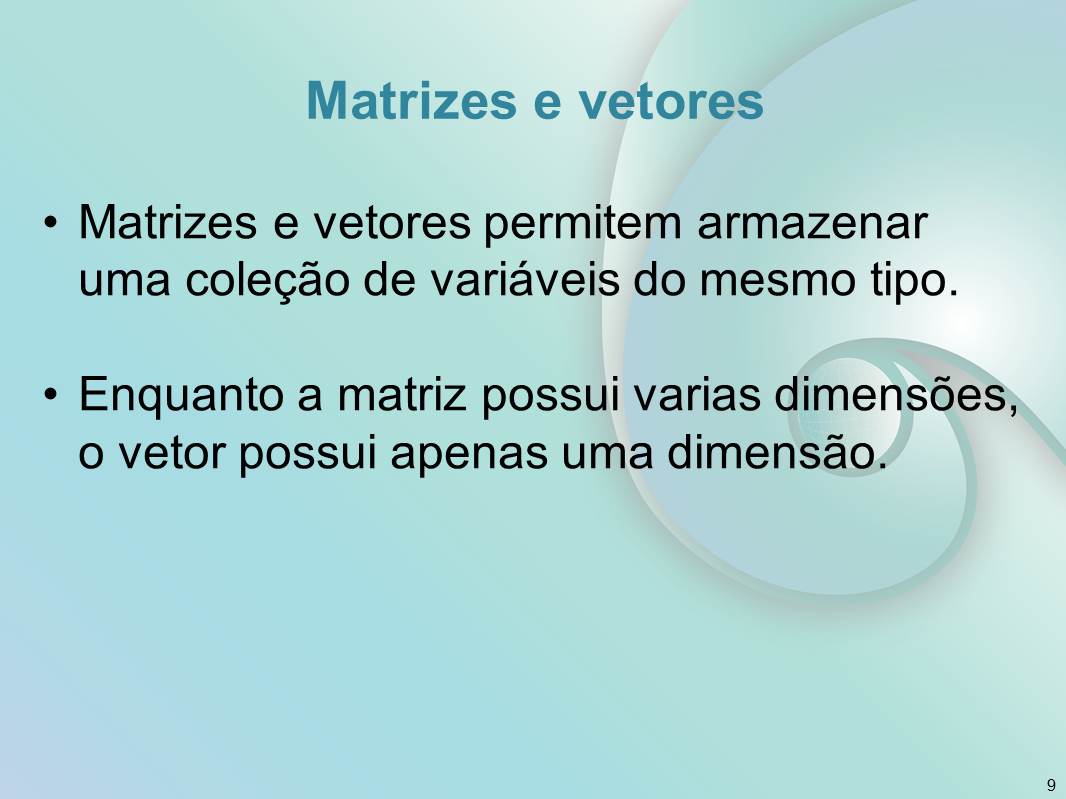 Matrizes e vetores
• Matrizes e vetores permitem armazenar
uma coleção de variáveis do mesmo tipo.
• Enquanto a matriz possui varias dimensões,
o vetor possui apenas uma dimensão.
9